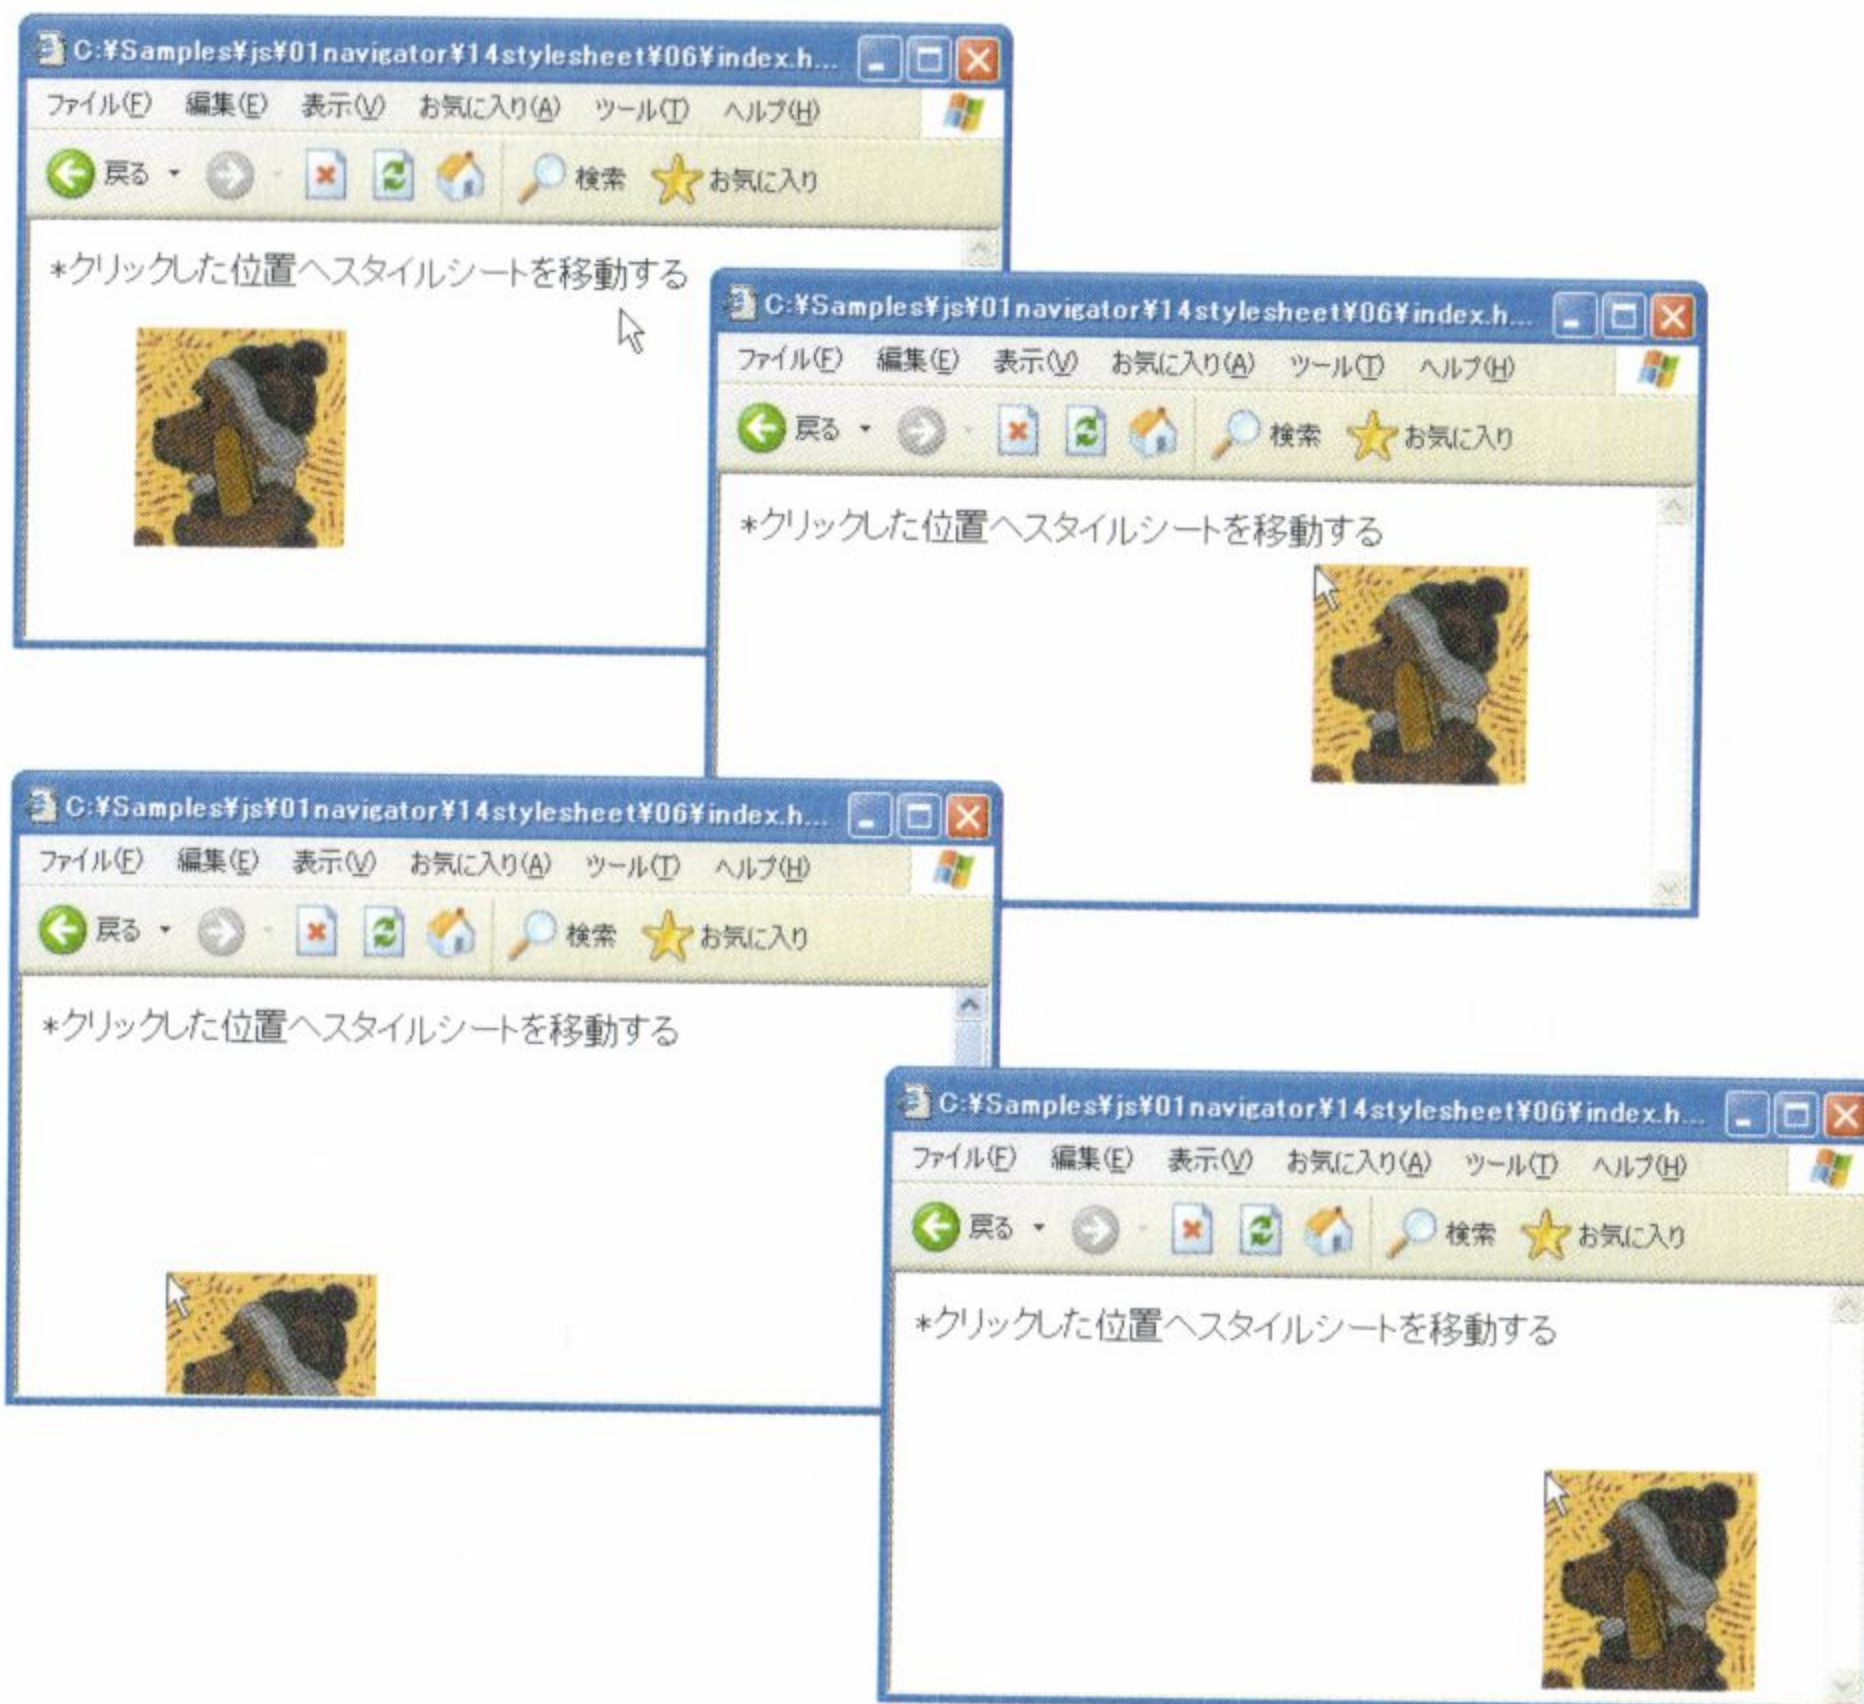 C:¥Samples¥js¥01navigator¥14stylesheet¥06¥index.h...
ファイル(F) 編集(E) 表示(V) お気に入り(A) ツール(T) ヘルプ(H)
戻る 検索 お気に入り
*クリックした位置へスタイルシートを移動する
C:¥Samples¥js¥01navigator¥14stylesheet¥06¥index.h...
ファイル(F) 編集(E) 表示(V) お気に入り(A) ツール(T) ヘルプ(H)
戻る 検索 お気に入り
*クリックした位置へスタイルシートを移動する
C:¥Samples¥js¥01navigator¥14stylesheet¥06¥index.h...
ファイル(F) 編集(E) 表示(V) お気に入り(A) ツール(T) ヘルプ(H)
戻る 検索 お気に入り
*クリックした位置へスタイルシートを移動する
C:¥Samples¥js¥01navigator¥14stylesheet¥06¥index.h...
ファイル(F) 編集(E) 表示(V) お気に入り(A) ツール(T) ヘルプ(H)
戻る 検索 お気に入り
*クリックした位置へスタイルシートを移動する